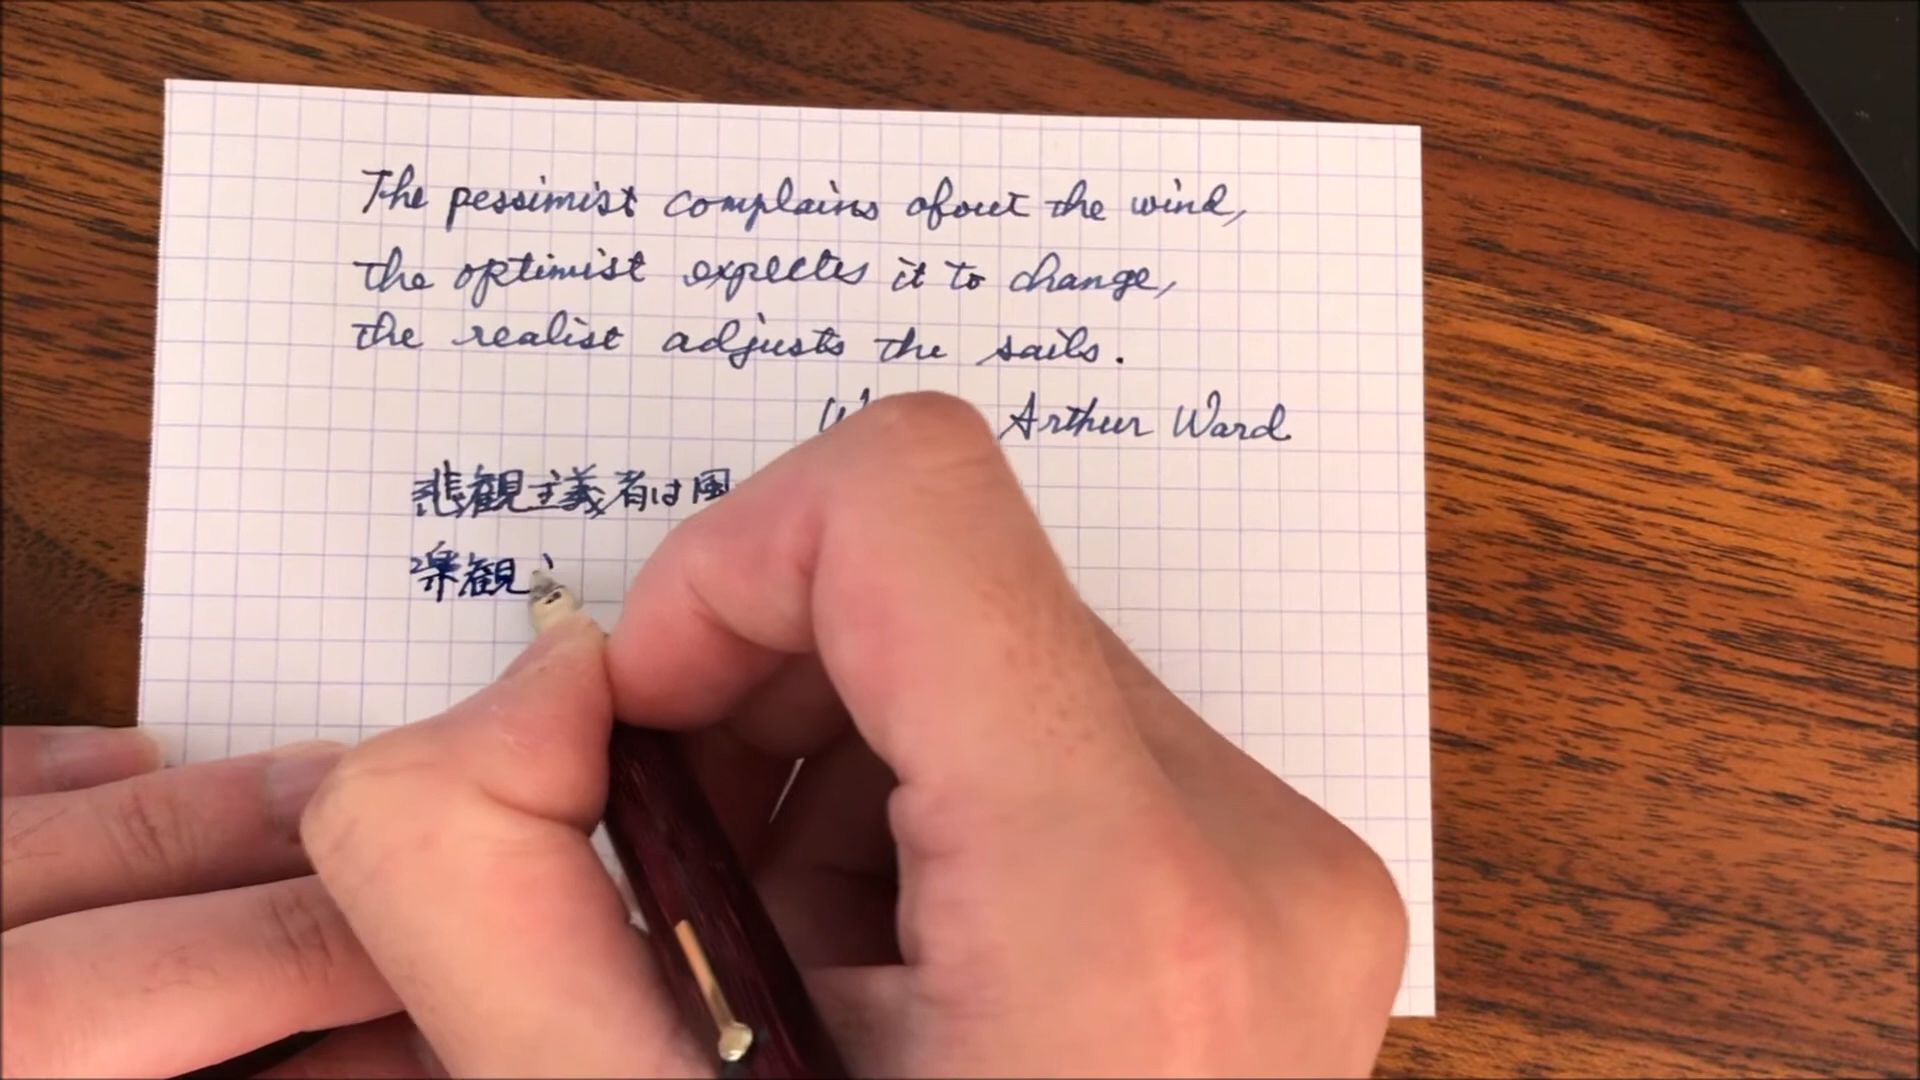 The pessimist complains about the wind,
the optimist expects it to change,
the realist adjusts the sails.
Arthur Ward
悲観主義者は風
楽観